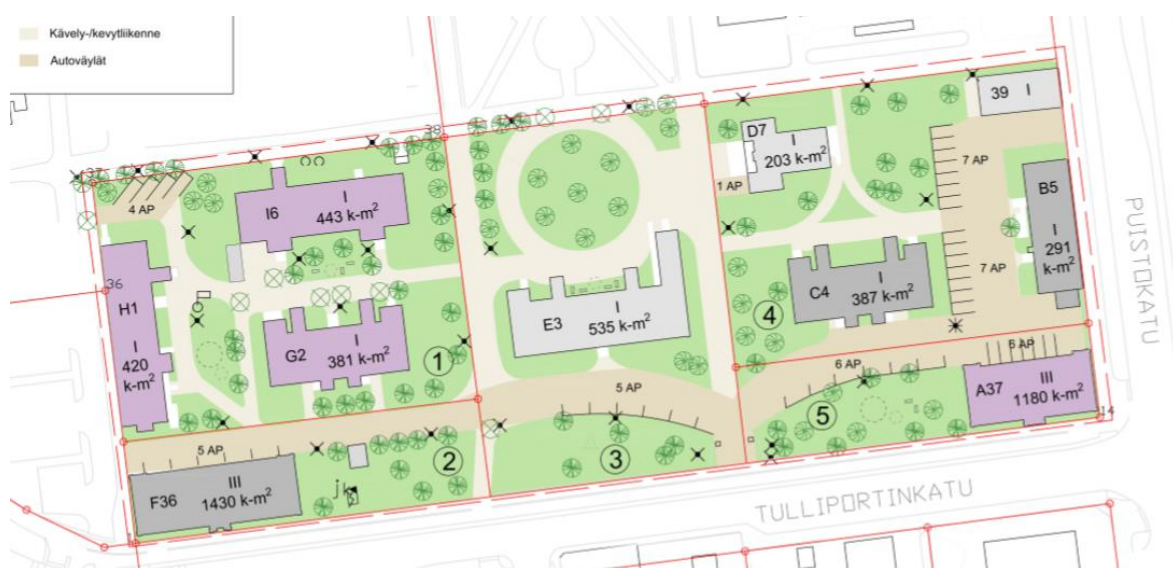 Kävely-/kevytliikenne
Autoväylät
38
37
39 I
D7
I
203 k-m²
7 AP
1 AP
4 AP
I6
I
443 k-m²
B5
I
291
k-m²
36
H1
I
420
k-m²
7 AP
C4
I
387 k-m²
E3
I
535 k-m²
4
G2
I
381 k-m²
1
6 AP
6 AP
5 AP
A37
III
1180 k-m²
14
5
5 AP
2
3
F36
III
1430 k-m²
jk
PUISTOKATU
TULLIPORTINKATU